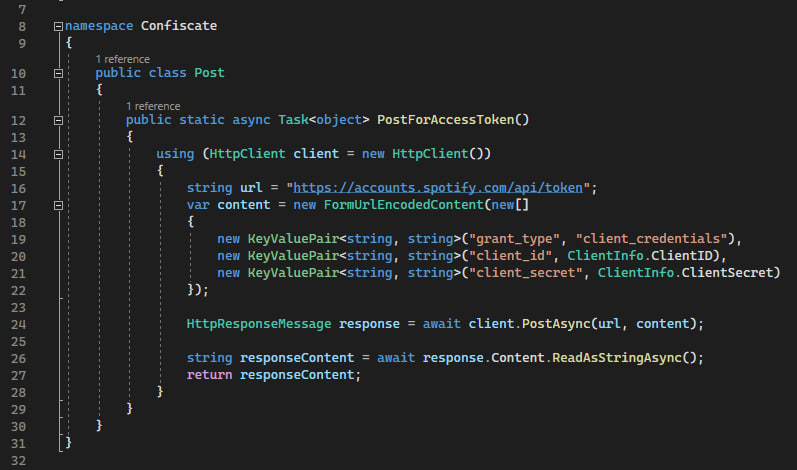 7
8 namespace Confiscate
9 {
1 reference
10 public class Post
11 {
1 reference
12 public static async Task<object> PostForAccessToken()
13 {
14 using (HttpClient client = new HttpClient())
15 {
16 string url = "https://accounts.spotify.com/api/token";
17 var content = new FormUrlEncodedContent(new[]
18 {
19 new KeyValuePair<string, string>("grant_type", "client_credentials"),
20 new KeyValuePair<string, string>("client_id", ClientInfo.ClientID),
21 new KeyValuePair<string, string>("client_secret", ClientInfo.ClientSecret)
22 });
23
24 HttpResponseMessage response = await client.PostAsync(url, content);
25
26 string responseContent = await response.Content.ReadAsStringAsync();
27 return responseContent;
28 }
29 }
30 }
31 }
32